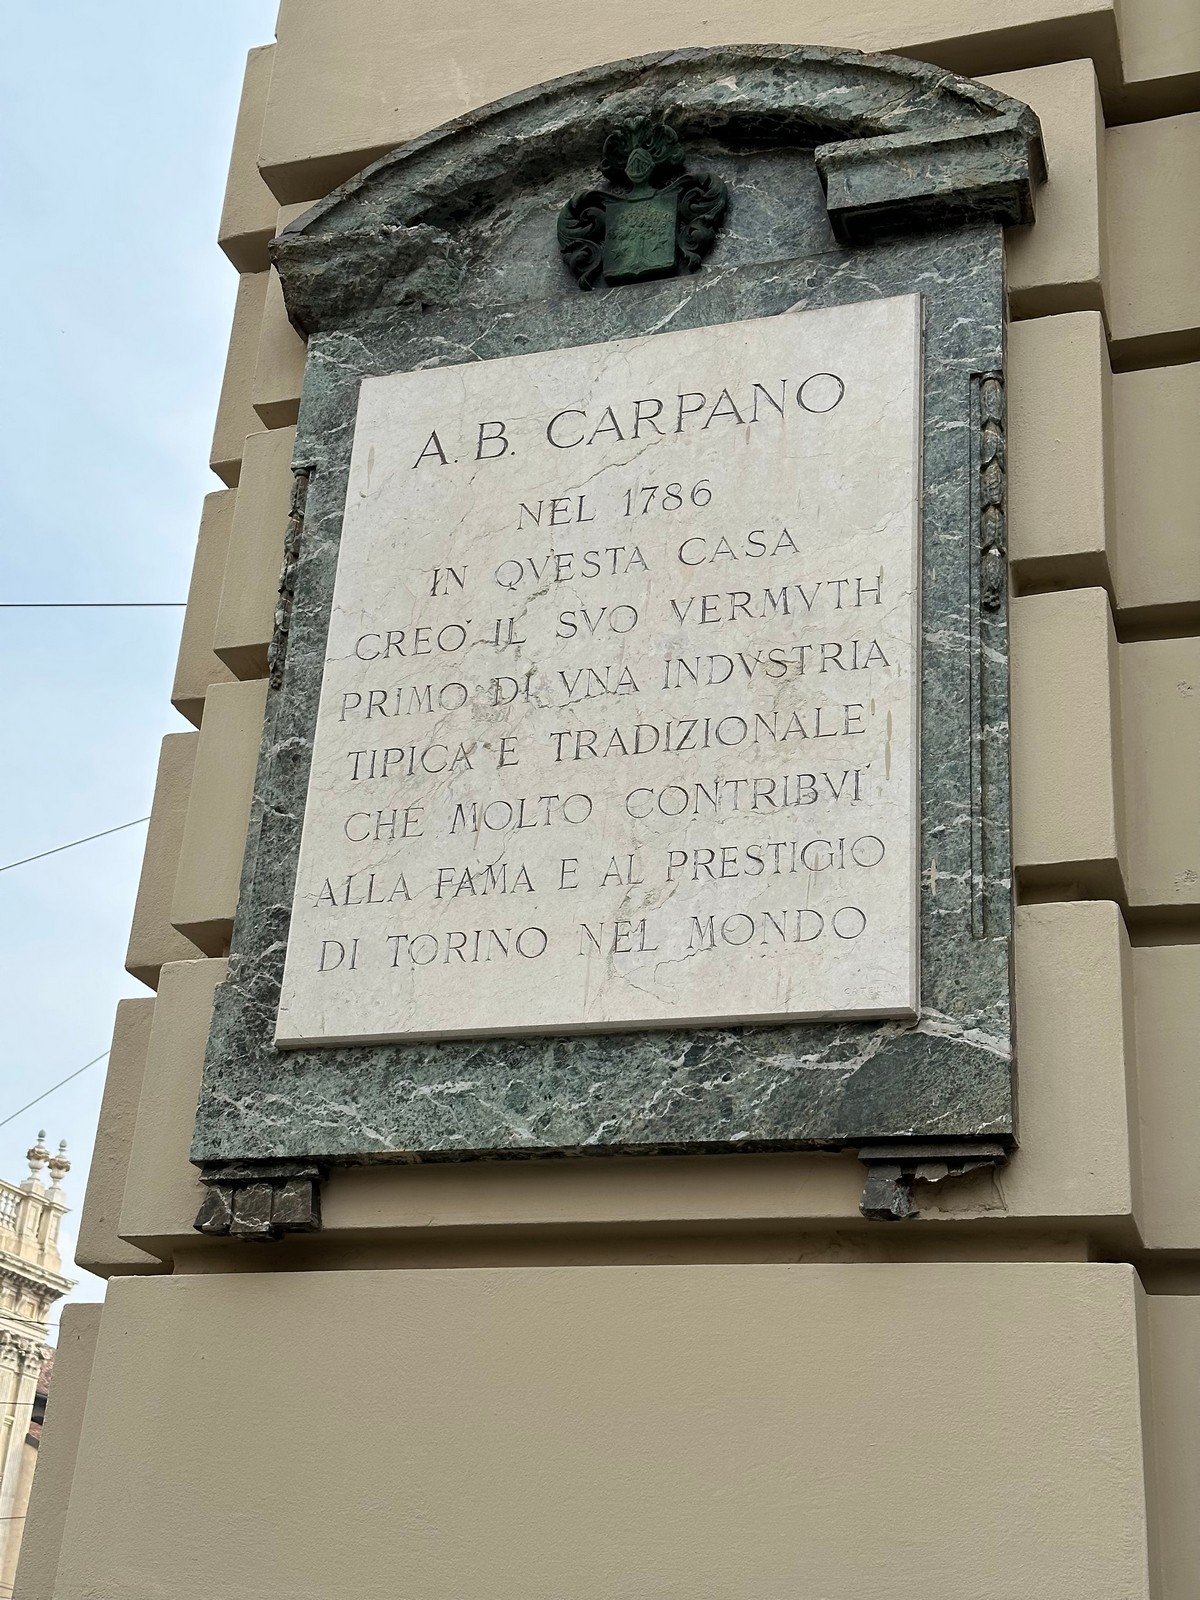 A. B. CARPANO
NEL 1786
IN QVESTA CASA
CREO' IL SVO VERMVTH
PRIMO DI VNA INDVSTRIA
TIPICA E TRADIZIONALE
CHE MOLTO CONTRIBVI'
ALLA FAMA E AL PRESTIGIO
DI TORINO NEL MONDO